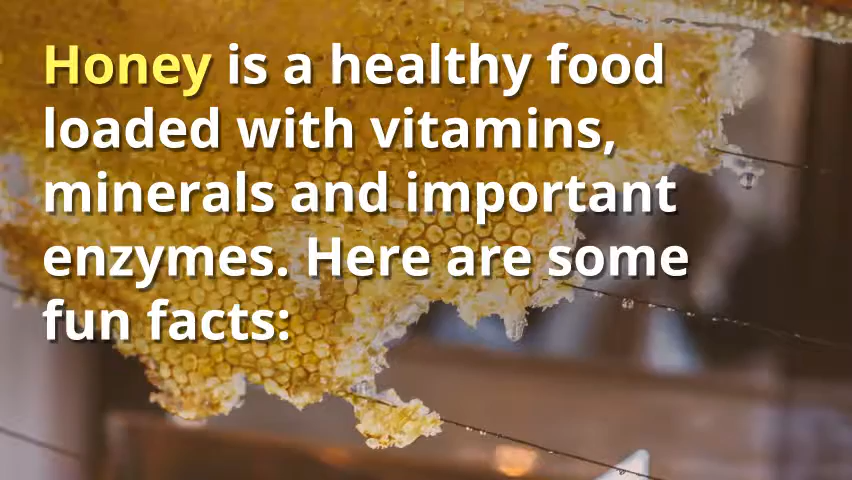 Honey is a healthy food
loaded with vitamins,
minerals and important
enzymes. Here are some
fun facts: